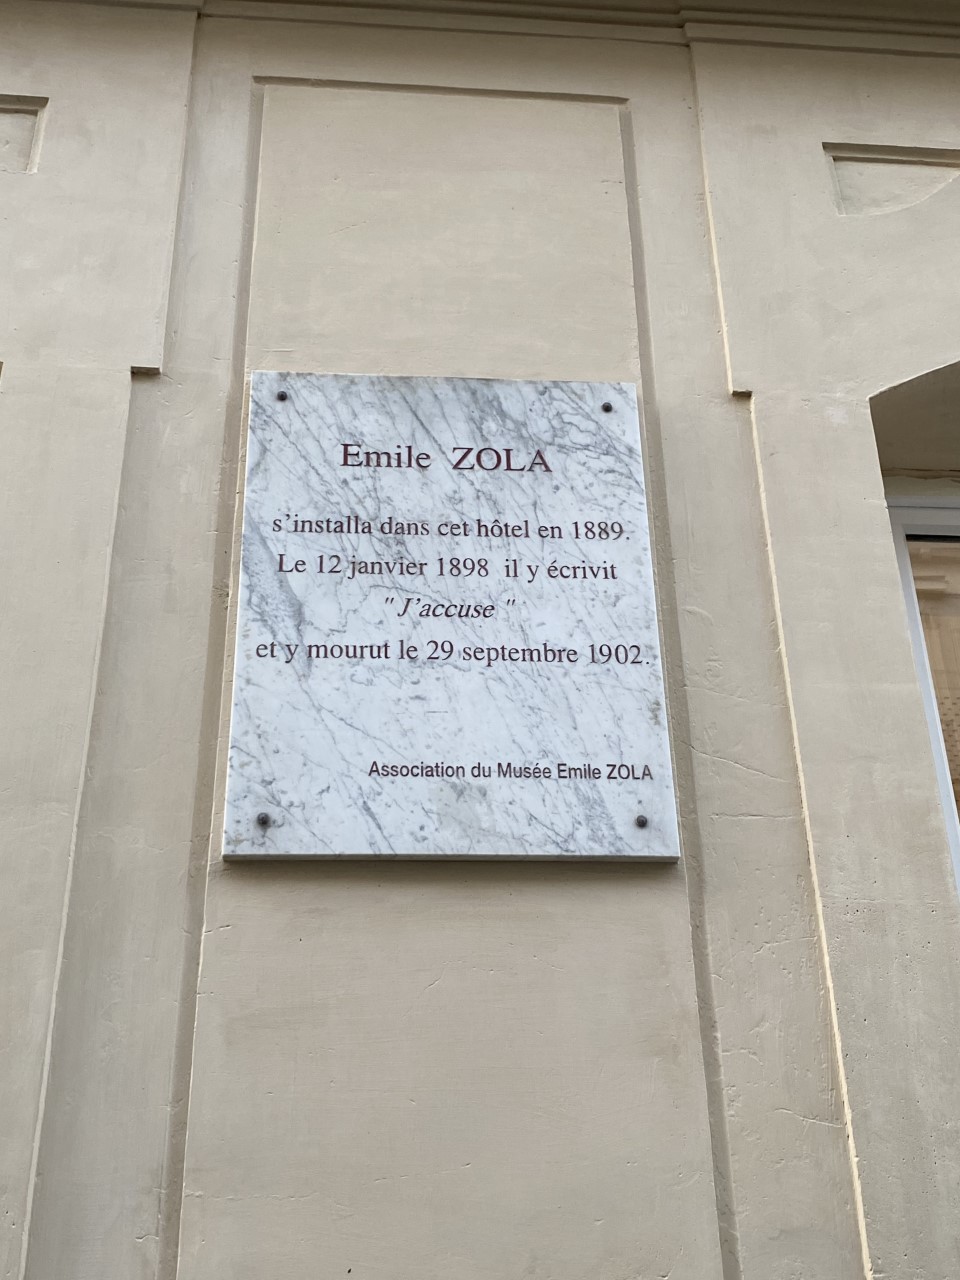 Emile ZOLA
s'installa dans cet hôtel en 1889.
Le 12 janvier 1898 il y écrivit
"J'accuse"
et y mourut le 29 septembre 1902.
Association du Musée Emile ZOLA